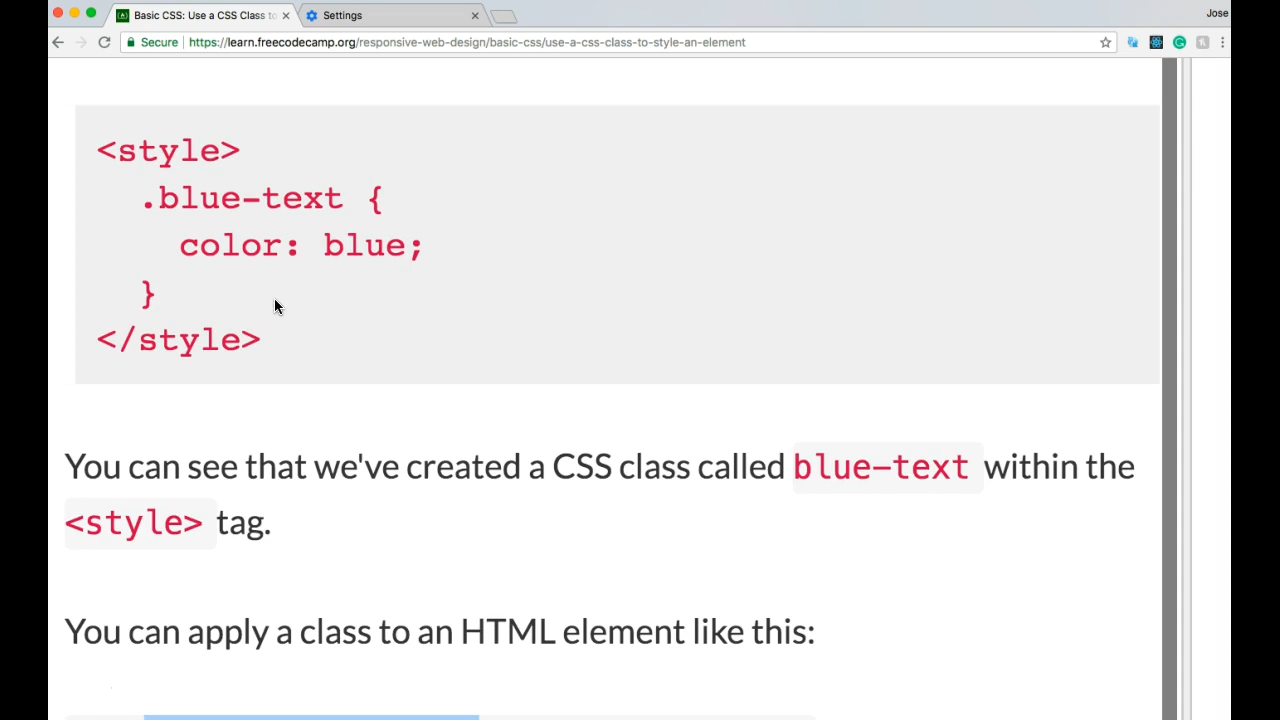 Basic CSS: Use a CSS Class to
Settings
Jose
Secure https://learn.freecodecamp.org/responsive-web-design/basic-css/use-a-css-class-to-style-an-element
<style>
.blue-text {
color: blue;
}
</style>
You can see that we've created a CSS class called blue-text within the
<style> tag.
You can apply a class to an HTML element like this: